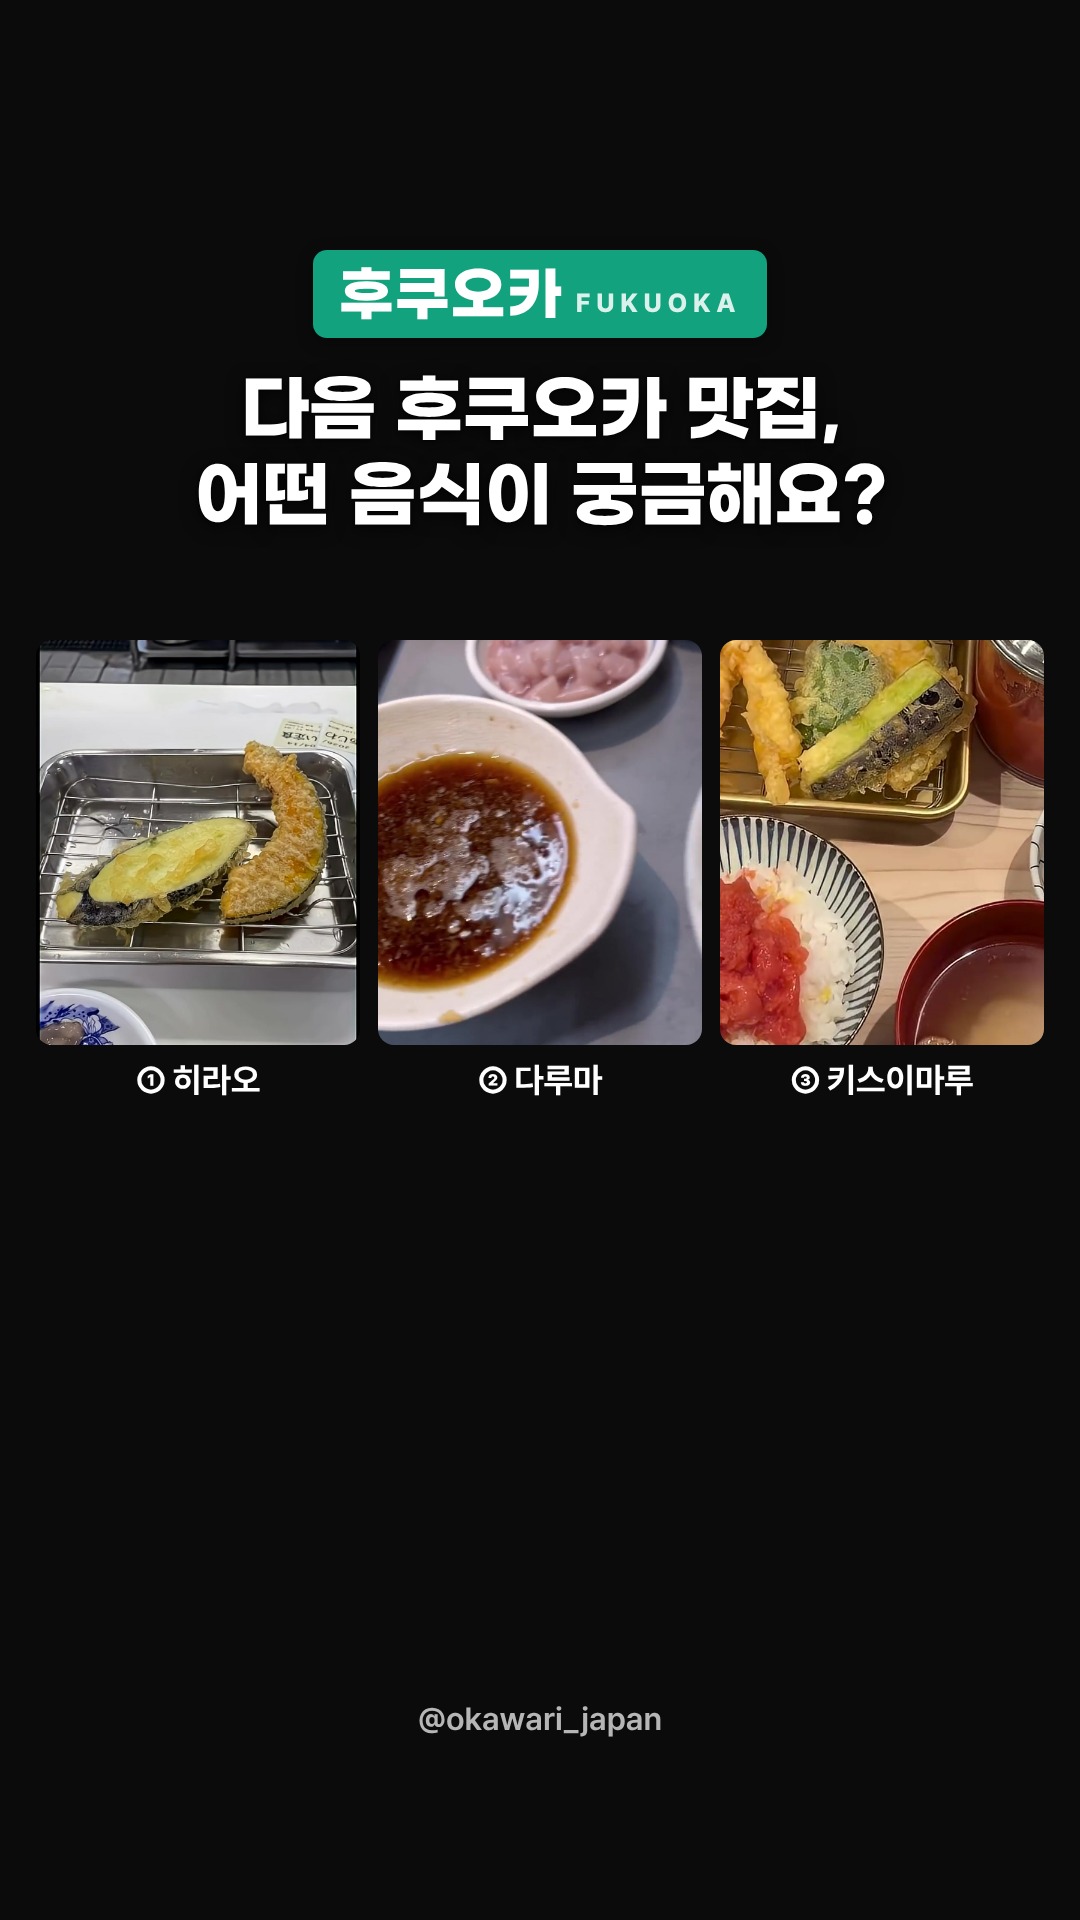 후쿠오카 FUKUOKA
다음 후쿠오카 맛집,
어떤 음식이 궁금해요?
① 히라오
② 다루마
③ 키스이마루
@okawari_japan